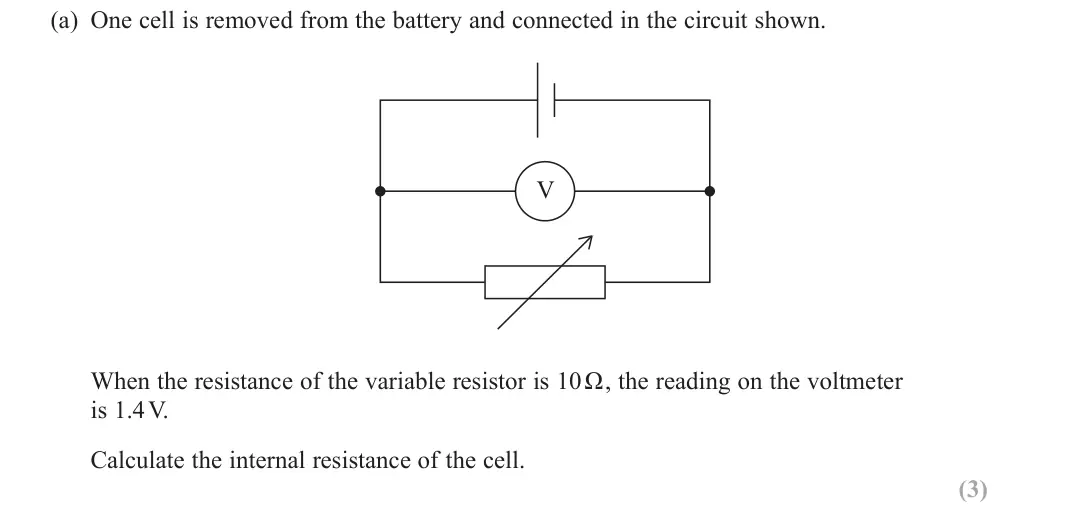 (a) One cell is removed from the battery and connected in the circuit shown.
V
When the resistance of the variable resistor is 10Ω, the reading on the voltmeter
is 1.4 V.
Calculate the internal resistance of the cell.
(3)